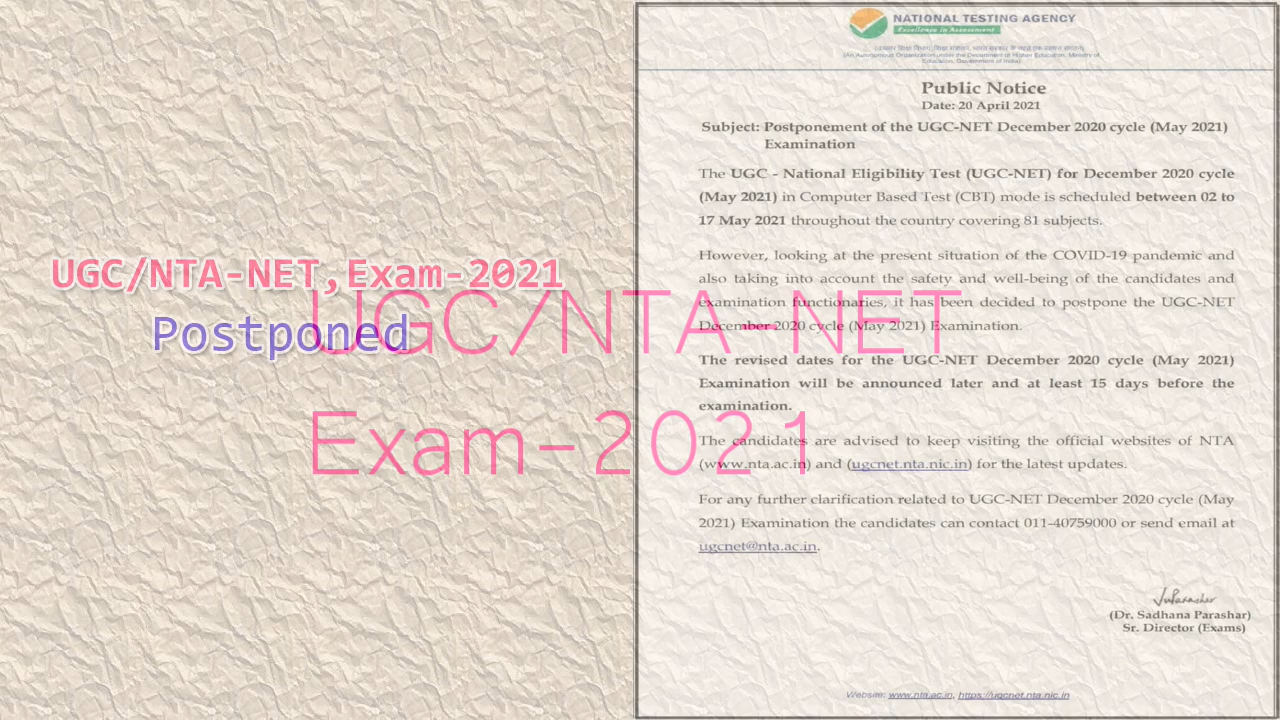 UGC/NTA-NET,Exam-2021
Postponed
UGC/NTA-NET
Exam-2021
NATIONAL TESTING AGENCY
Excellence in Assessment
(An Autonomous Organization under the Department of Higher Education, Ministry of
Education, Government of India)
Public Notice
Date: 20 April 2021
Subject: Postponement of the UGC-NET December 2020 cycle (May 2021)
Examination
The UGC - National Eligibility Test (UGC-NET) for December 2020 cycle
(May 2021) in Computer Based Test (CBT) mode is scheduled between 02 to
17 May 2021 throughout the country covering 81 subjects.
However, looking at the present situation of the COVID-19 pandemic and
also taking into account the safety and well-being of the candidates and
examination functionaries, it has been decided to postpone the UGC-NET
December 2020 cycle (May 2021) Examination.
The revised dates for the UGC-NET December 2020 cycle (May 2021)
Examination will be announced later and at least 15 days before the
examination.
The candidates are advised to keep visiting the official websites of NTA
(www.nta.ac.in) and (ugcnet.nta.nic.in) for the latest updates.
For any further clarification related to UGC-NET December 2020 cycle (May
2021) Examination the candidates can contact 011-40759000 or send email at
ugcnet@nta.ac.in.
(Dr. Sadhana Parashar)
Sr. Director (Exams)
Website: www.nta.ac.in, https://ugcnet.nta.nic.in